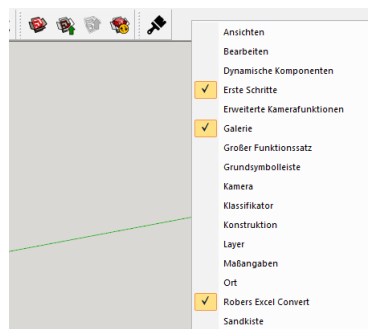 Ansichten
Bearbeiten
Dynamische Komponenten
Erste Schritte
Erweiterte Kamerafunktionen
Galerie
Großer Funktionssatz
Grundsymbolleiste
Kamera
Klassifikator
Konstruktion
Layer
Maßangaben
Ort
Robers Excel Convert
Sandkiste